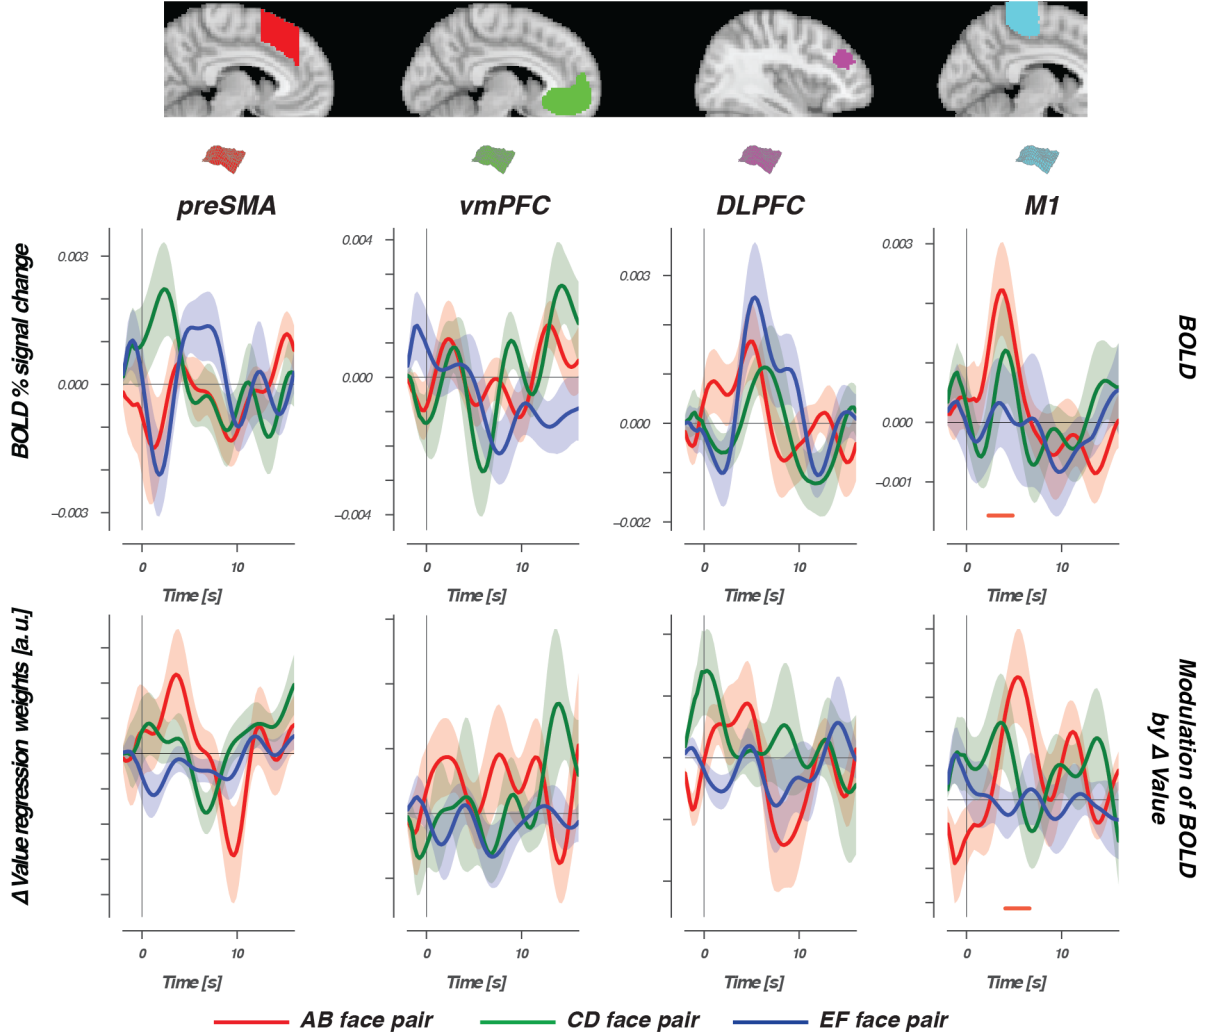 preSMA vmPFC DLPFC M1
BOLD % signal change
0.003
0.000
−0.003
0.004
0.000
−0.004
0.003
0.000
−0.002
0.003
0.000
−0.001
BOLD
0 10 0 10 0 10 0 10
Time [s] Time [s] Time [s] Time [s]
Δ Value regression weights [a.u.]
Modulation of BOLD
by Δ Value
0 10 0 10 0 10 0 10
Time [s] Time [s] Time [s] Time [s]
AB face pair CD face pair EF face pair